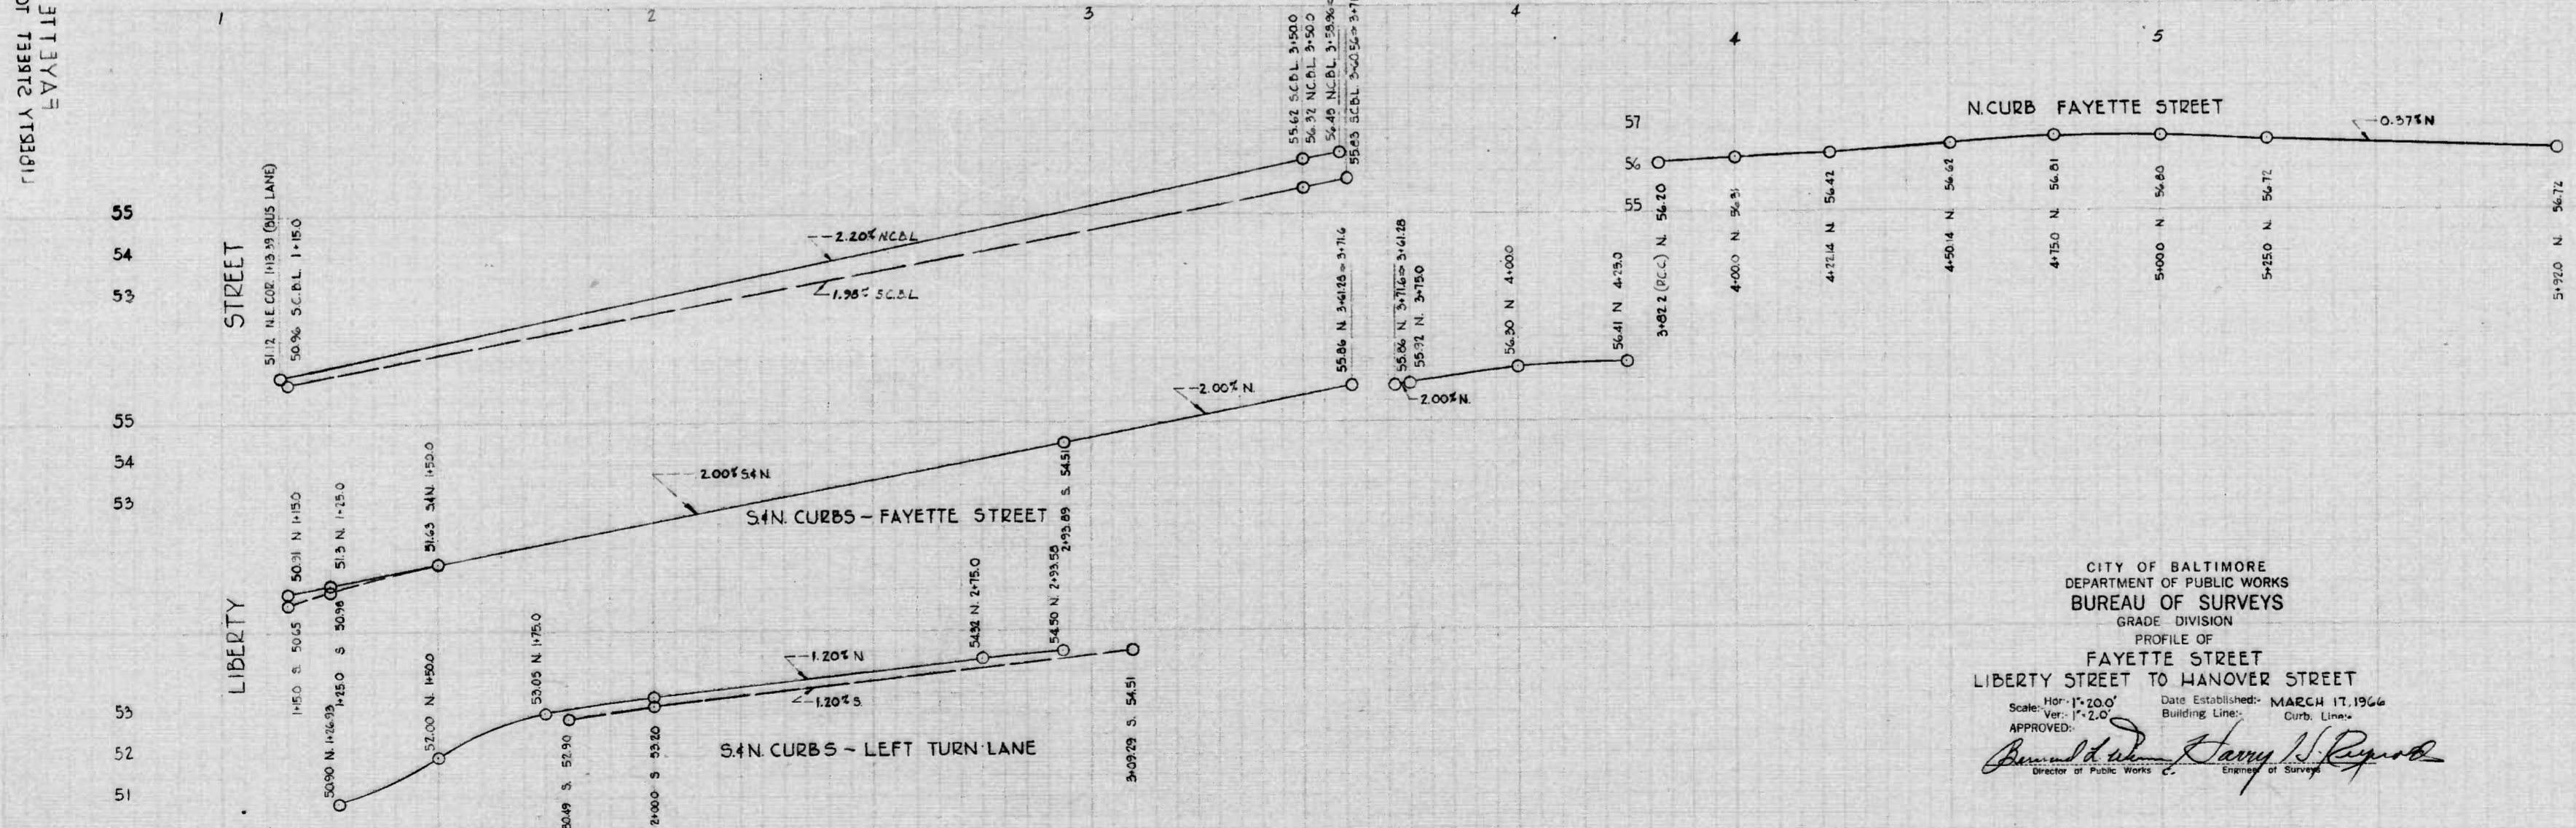 LIBERTY STREET TO
FAYETTE
1
2
3
4
4
5
STREET
LIBERTY
55
54
53
51.12 N.E.COR. 1+13.39 (BUS LANE)
50.96 S.C.B.L. 1+15.0
2.20% N.C.B.L.
1.98% S.C.B.L.
55.62 S.C.B.L. 3+50.0
56.32 N.C.B.L. 3+50.0
N.C.B.L. 3+58.96
55.83 S.C.B.L. 3+60.56
57
56
55
N. CURB FAYETTE STREET
0.37% N
3+82.2 (P.C.C.) N. 56.20
4+00.0 N.
4+22.14 N. 56.42
4+50.14 N. 56.62
4+75.0 N. 56.81
5+00.0 N 56.80
5+25.0 N. 56.72
5+92.0 N. 56.72
55
54
53
1+15.0 S. 50.65
50.91 N 1+15.0
1+25.0 S 50.98
51.3 N. 1+25.0
51.63 S.&N. 1+50.0
2.00% S.&N.
S.&N. CURBS - FAYETTE STREET
2+93.89 S. 54.51
2.00% N.
55.86 N. 3+61.28 = 3+71.6
55.86 N. 3+71.6 = 3+61.28
55.92 N. 3+75.0
2.00% N.
56.30 N 4+00.0
56.41 N 4+25.0
53
52
51
50.90 N. 1+26.93
52.00 N. 1+50.0
53.05 N. 1+75.0
80.49 S. 52.90
2+00.0 S 53.20
1.20% N
1.20% S.
S.&N. CURBS - LEFT TURN LANE
54.32 N. 2+75.0
54.50 N. 2+93.58
3+09.29 S. 54.51
CITY OF BALTIMORE
DEPARTMENT OF PUBLIC WORKS
BUREAU OF SURVEYS
GRADE DIVISION
PROFILE OF
FAYETTE STREET
LIBERTY STREET TO HANOVER STREET
Scale: Hor: 1"=20.0' Date Established:- MARCH 17, 1966
Ver:- 1"=2.0' Building Line:- Curb. Line:-
APPROVED:
Harry
Director of Public Works Engineer of Surveys